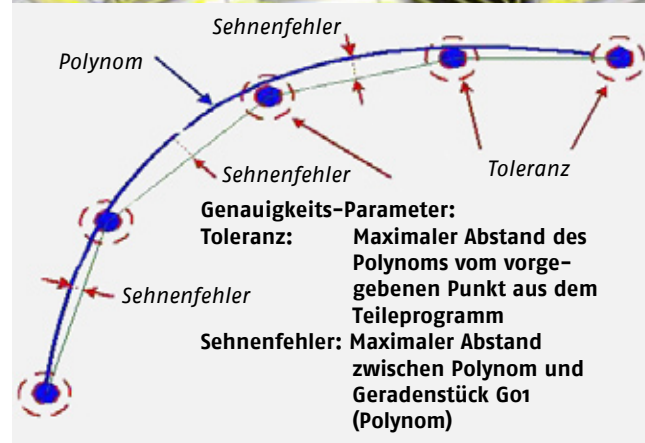 Sehnenfehler
Polynom
Sehnenfehler
Toleranz
Genauigkeits-Parameter:
Toleranz: Maximaler Abstand des
Polynoms vom vorge-
gebenen Punkt aus dem
Teileprogramm
Sehnenfehler
Sehnenfehler: Maximaler Abstand
zwischen Polynom und
Geradenstück G01
(Polynom)